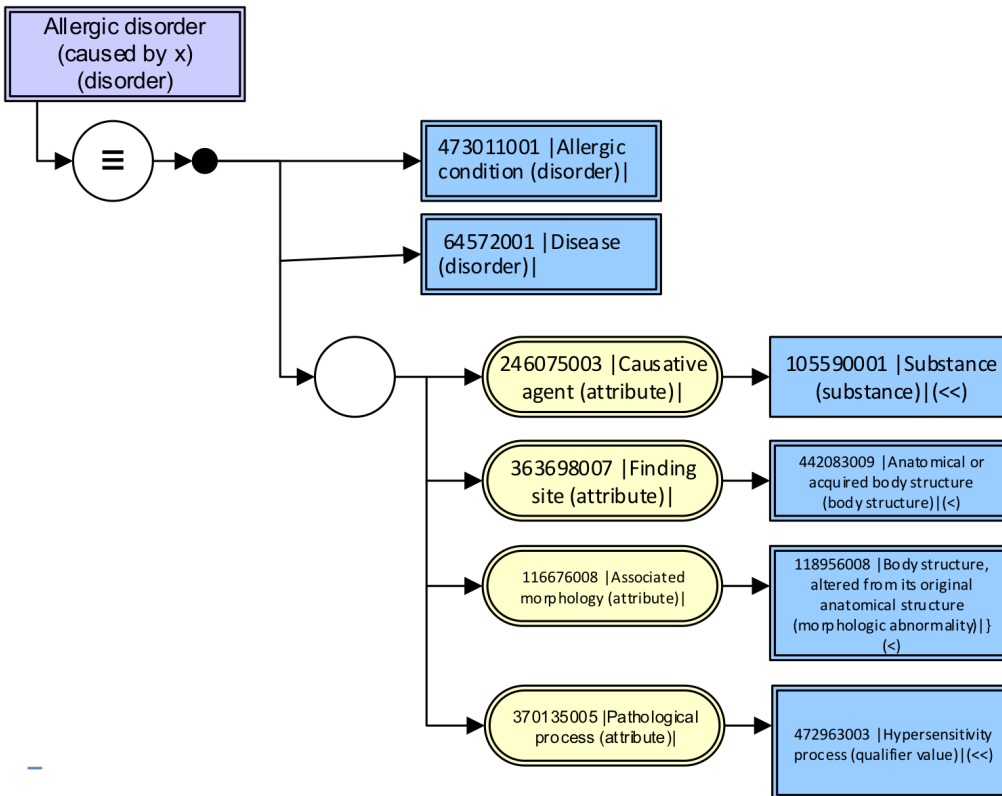 Allergic disorder
(caused by x)
(disorder)
≡
473011001 |Allergic
condition (disorder)|
64572001 |Disease
(disorder)|
246075003 |Causative
agent (attribute)|
105590001 |Substance
(substance)|(<<)
363698007 |Finding
site (attribute)|
442083009 |Anatomical or
acquired body structure
(body structure)|(<)
116676008 |Associated
morphology (attribute)|
118956008 |Body structure,
altered from its original
anatomical structure
(morphologic abnormality)|}
(<)
370135005 |Pathological
process (attribute)|
472963003 |Hypersensitivity
process (qualifier value)|(<<)